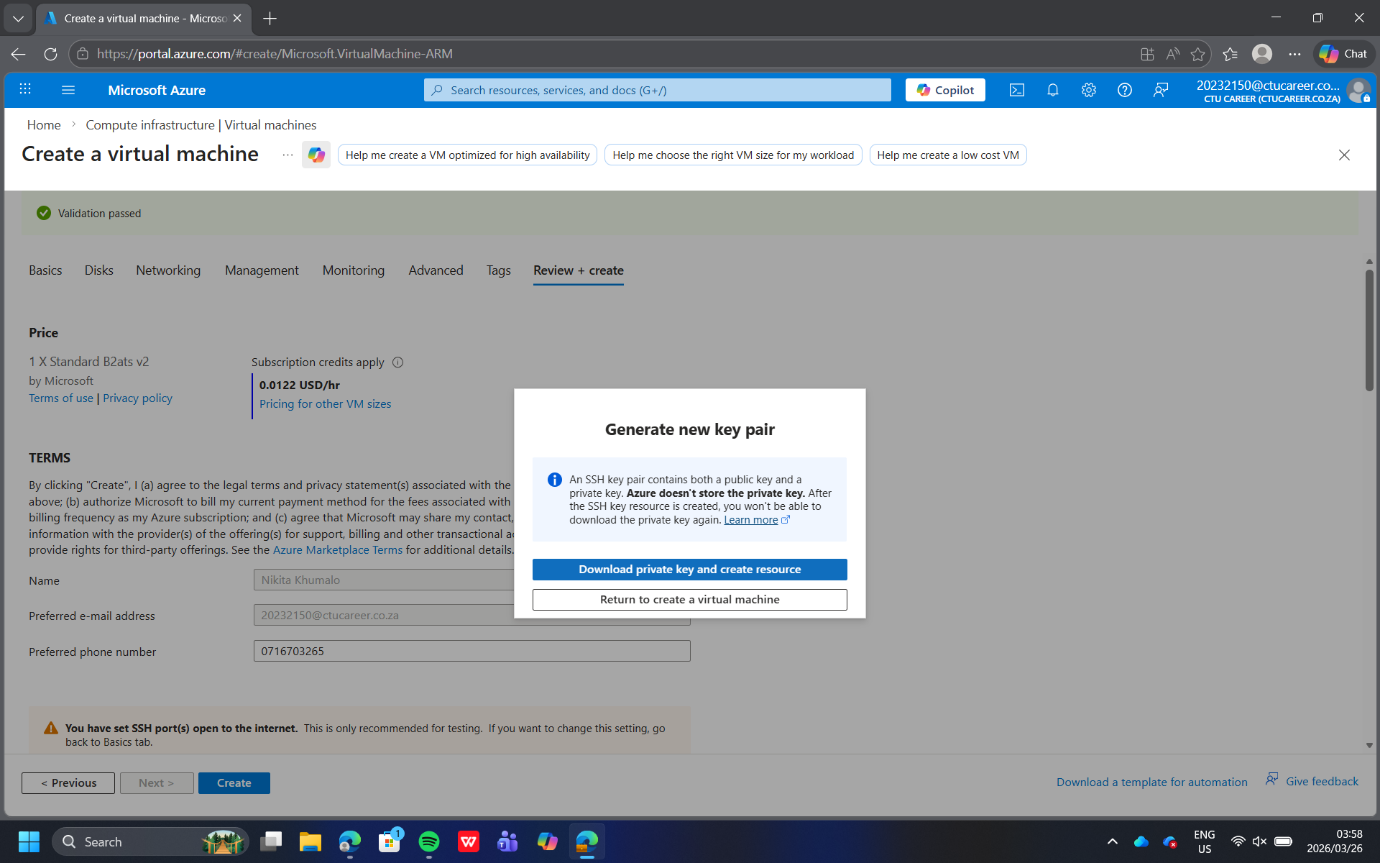 Create a virtual machine - Microso
https://portal.azure.com/#create/Microsoft.VirtualMachine-ARM
Chat
Microsoft Azure
Search resources, services, and docs (G+/)
Copilot
20232150@ctucareer.co...
CTU CAREER (CTUCAREER.CO.ZA)
Home > Compute infrastructure | Virtual machines
Create a virtual machine
...
Help me create a VM optimized for high availability
Help me choose the right VM size for my workload
Help me create a low cost VM
Validation passed
Basics
Disks
Networking
Management
Monitoring
Advanced
Tags
Review + create
Price
1 X Standard B2ats v2
by Microsoft
Terms of use | Privacy policy
Subscription credits apply
0.0122 USD/hr
Pricing for other VM sizes
TERMS
By clicking "Create", I (a) agree to the legal terms and privacy statement(s) associated with the
above; (b) authorize Microsoft to bill my current payment method for the fees associated with
billing frequency as my Azure subscription; and (c) agree that Microsoft may share my contact,
information with the provider(s) of the offering(s) for support, billing and other transactional a
provide rights for third-party offerings. See the Azure Marketplace Terms for additional details.
Name
Nikita Khumalo
Preferred e-mail address
20232150@ctucareer.co.za
Preferred phone number
0716703265
You have set SSH port(s) open to the internet. This is only recommended for testing. If you want to change this setting, go
back to Basics tab.
Generate new key pair
An SSH key pair contains both a public key and a
private key. Azure doesn't store the private key. After
the SSH key resource is created, you won't be able to
download the private key again. Learn more
Download private key and create resource
Return to create a virtual machine
< Previous
Next >
Create
Download a template for automation
Give feedback
Search
1
ENG
US
03:58
2026/03/26